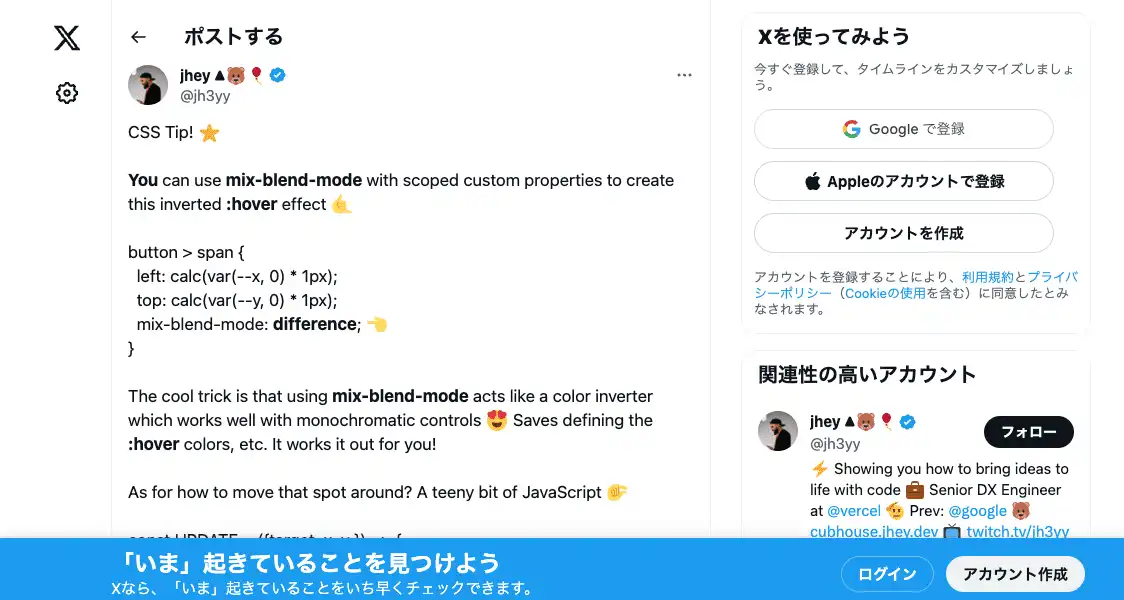 ポストする
jhey ▲🐻🎈
@jh3yy
CSS Tip! ⭐
You can use mix-blend-mode with scoped custom properties to create
this inverted :hover effect 🤙
button > span {
left: calc(var(--x, 0) * 1px);
top: calc(var(--y, 0) * 1px);
mix-blend-mode: difference; 👈
}
The cool trick is that using mix-blend-mode acts like a color inverter
which works well with monochromatic controls 😍 Saves defining the
:hover colors, etc. It works it out for you!
As for how to move that spot around? A teeny bit of JavaScript 🤏
Xを使ってみよう
今すぐ登録して、タイムラインをカスタマイズしましょ
う。
Google で登録
Appleのアカウントで登録
アカウントを作成
アカウントを登録することにより、利用規約とプライバ
シーポリシー（Cookieの使用を含む）に同意したとみ
なされます。
関連性の高いアカウント
jhey ▲🐻🎈
@jh3yy
フォロー
⚡ Showing you how to bring ideas to
life with code 💼 Senior DX Engineer
at @vercel 🫡 Prev: @google 🐻
cubhouse.jhey.dev 📺 twitch.tv/jh3yy
「いま」起きていることを見つけよう
Xなら、「いま」起きていることをいち早くチェックできます。
ログイン
アカウント作成